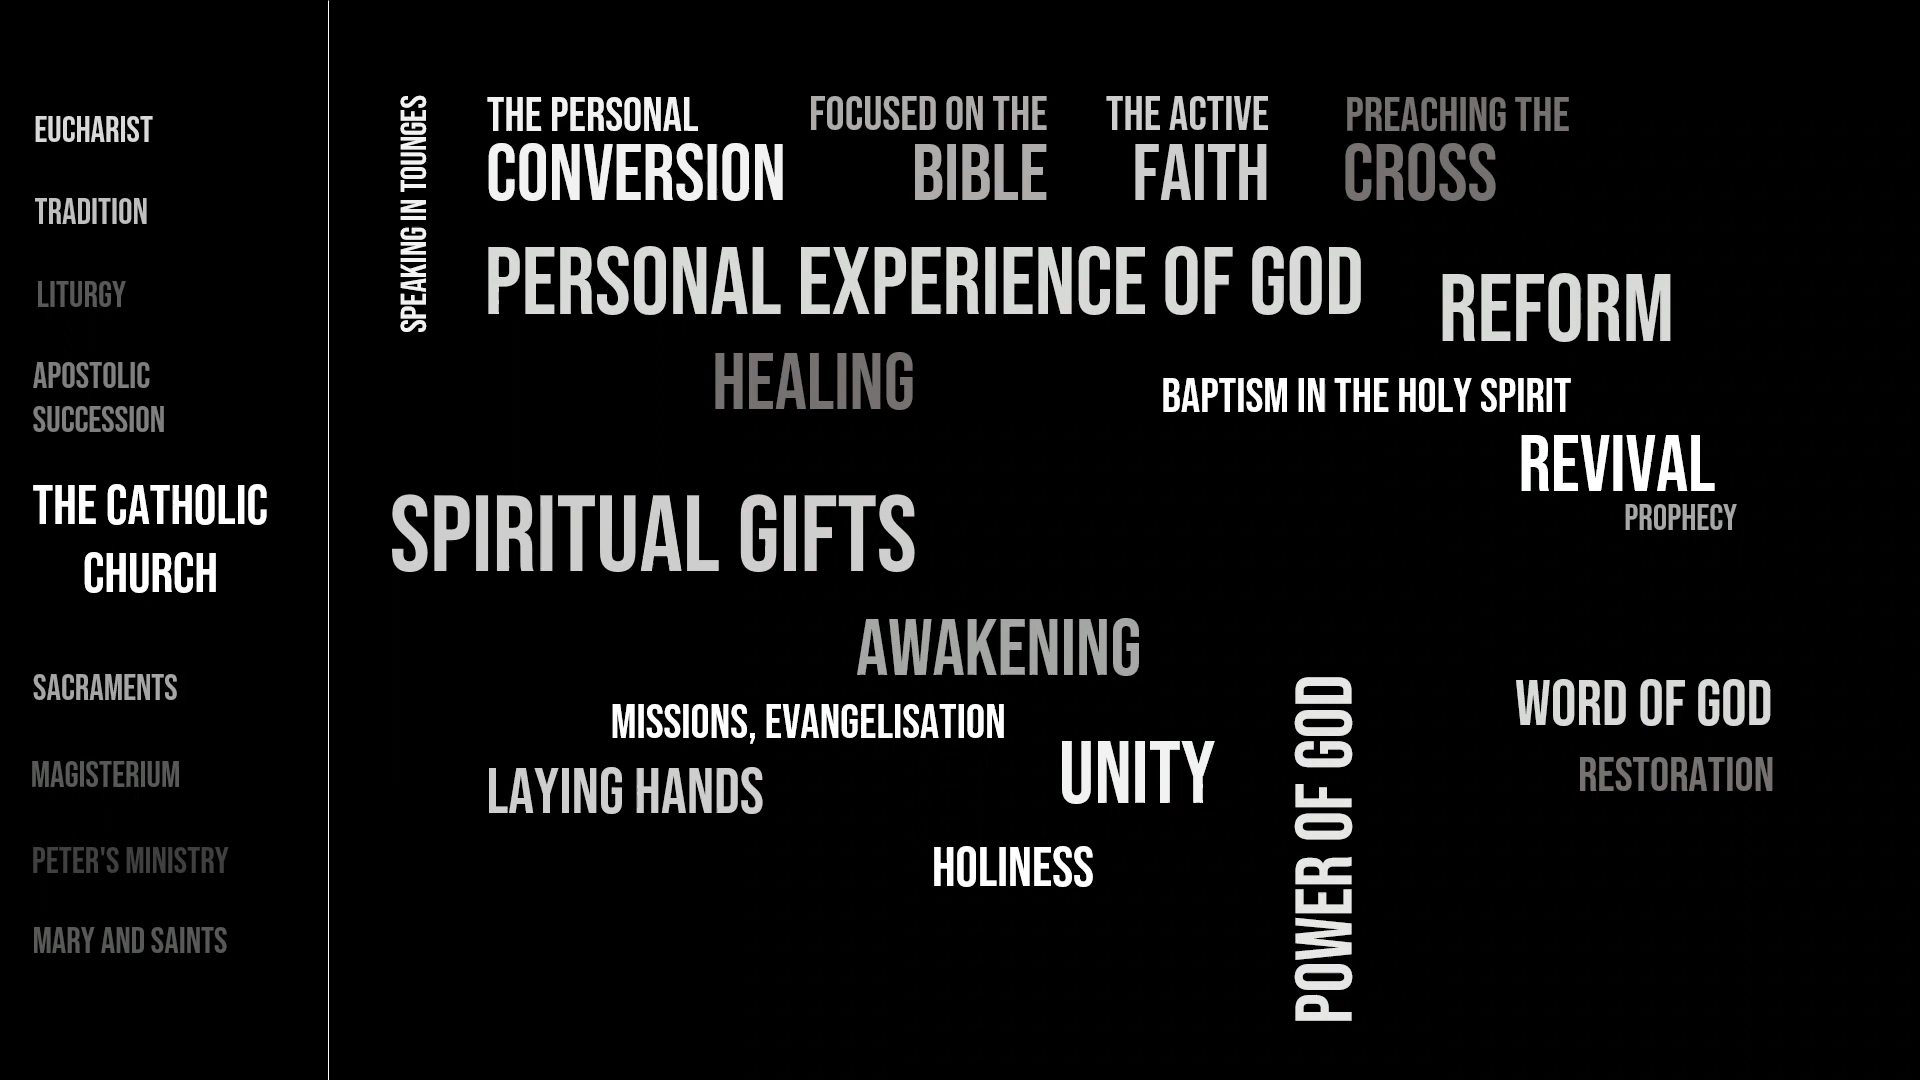 EUCHARIST
TRADITION
LITURGY
APOSTOLIC
SUCCESSION
THE CATHOLIC
CHURCH
SACRAMENTS
MAGISTERIUM
PETER'S MINISTRY
MARY AND SAINTS
SPEAKING IN TOUNGES
THE PERSONAL
CONVERSION
FOCUSED ON THE
BIBLE
THE ACTIVE
FAITH
PREACHING THE
CROSS
PERSONAL EXPERIENCE OF GOD
REFORM
HEALING
BAPTISM IN THE HOLY SPIRIT
REVIVAL
PROPHECY
SPIRITUAL GIFTS
AWAKENING
MISSIONS, EVANGELISATION
LAYING HANDS
UNITY
HOLINESS
POWER OF GOD
WORD OF GOD
RESTORATION